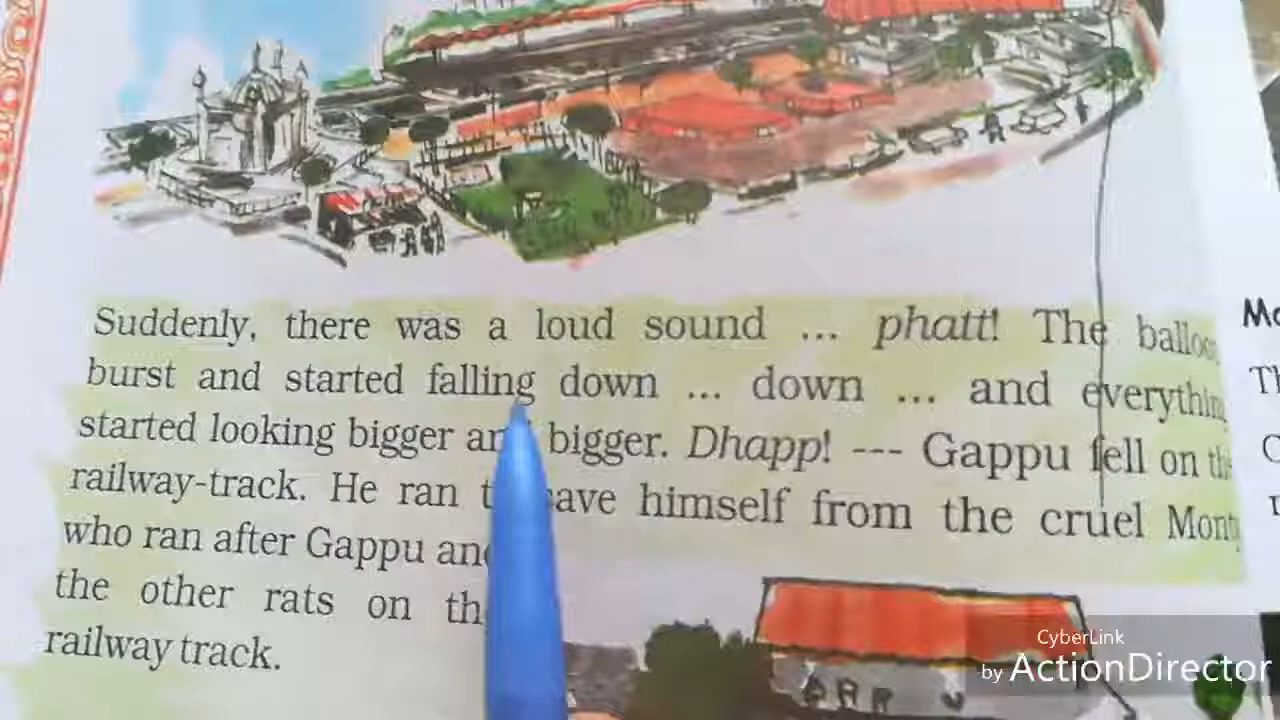 Suddenly, there was a loud sound ... phatt! The
burst and started falling down ... down ... and everything
started looking bigger bigger. Dhapp! --- Gappu fell on
railway-track. He ran himself from the cruel
who ran after Gappu
the other rats on
railway track.
CyberLink
by ActionDirector